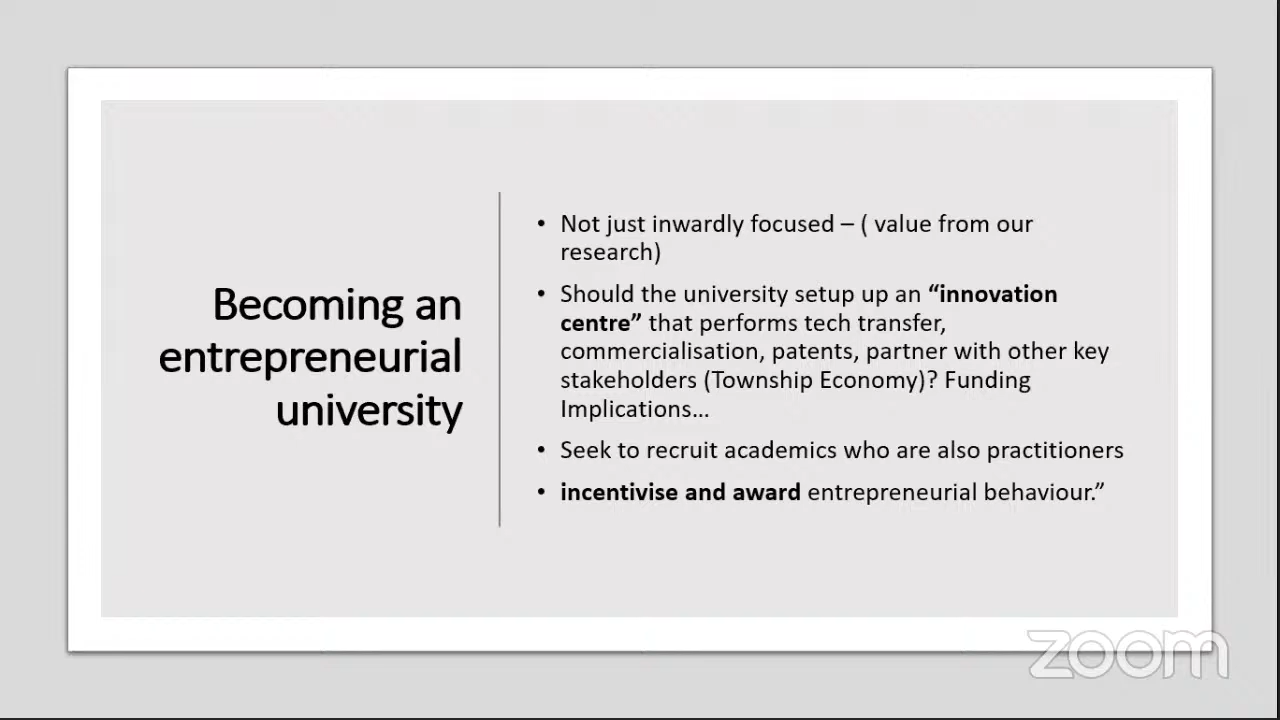 Becoming an
entrepreneurial
university
• Not just inwardly focused – ( value from our
research)
• Should the university setup up an “innovation
centre” that performs tech transfer,
commercialisation, patents, partner with other key
stakeholders (Township Economy)? Funding
Implications...
• Seek to recruit academics who are also practitioners
• incentivise and award entrepreneurial behaviour.”
zoom